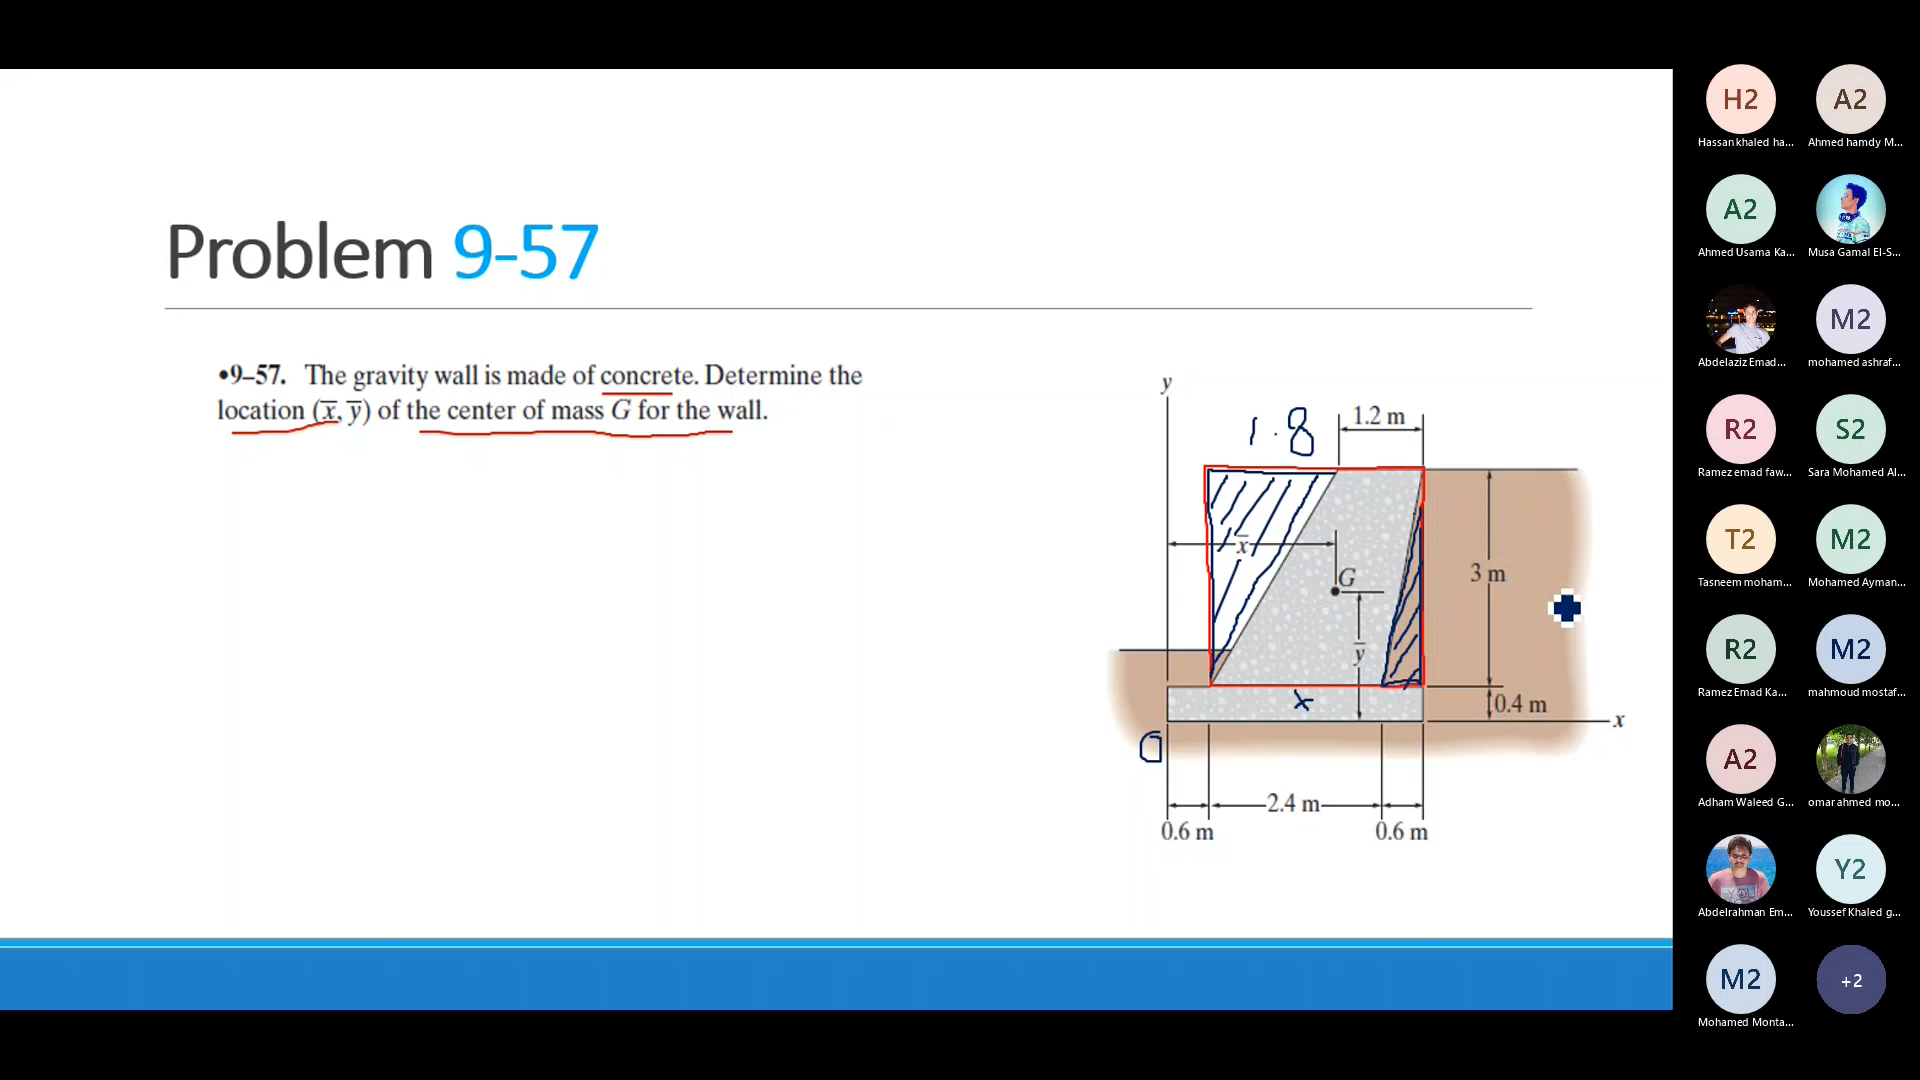 Problem 9-57
•9–57. The gravity wall is made of concrete. Determine the
location (x̅, y̅) of the center of mass G for the wall.
y
1.8
1.2 m
x̅
G
3 m
y̅
x
0.4 m
x
2.4 m
0.6 m
0.6 m
H2
Hassan khaled ha...
A2
Ahmed hamdy M...
A2
Ahmed Usama Ka...
Musa Gamal El-S...
Abdelaziz Emad...
M2
mohamed ashraf...
R2
Ramez emad faw...
S2
Sara Mohamed Al...
T2
Tasneem moham...
M2
Mohamed Ayman...
R2
Ramez Emad Ka...
M2
mahmoud mostaf...
A2
Adham Waleed G...
omar ahmed mo...
Abdelrahman Em...
Y2
Youssef Khaled g...
M2
Mohamed Monta...
+2